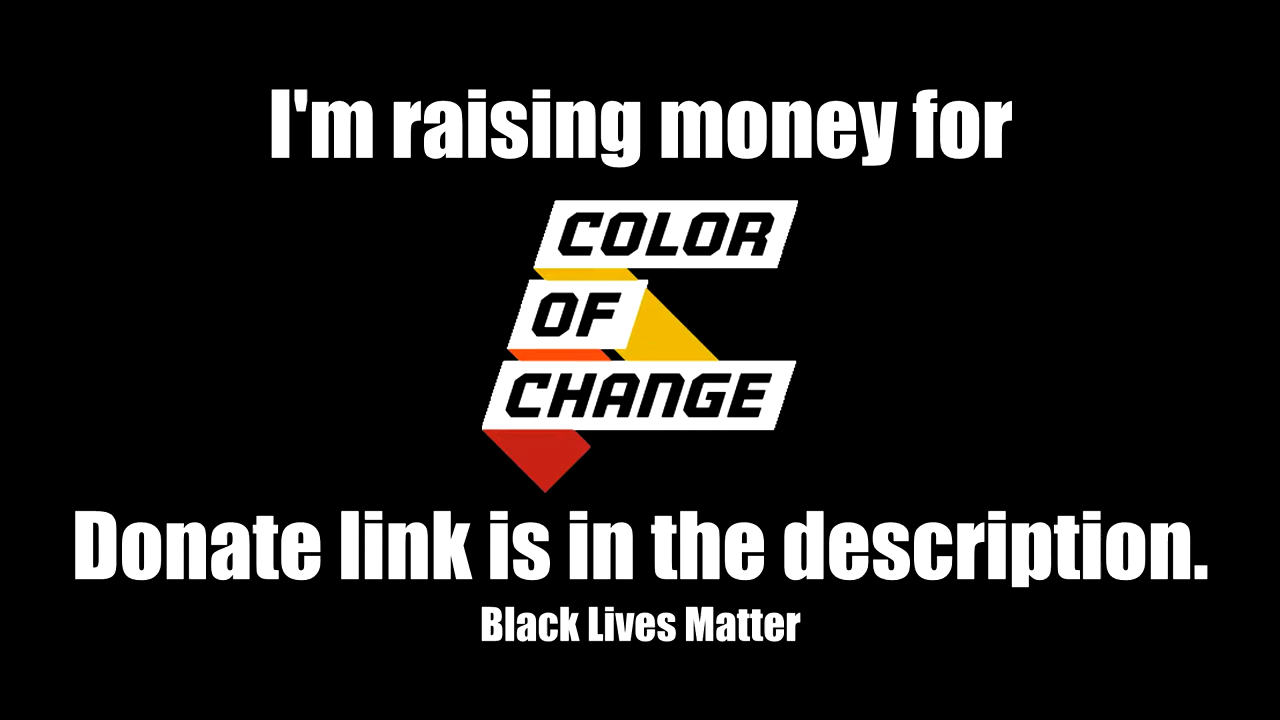 I'm raising money for
COLOR
OF
CHANGE
Donate link is in the description.
Black Lives Matter